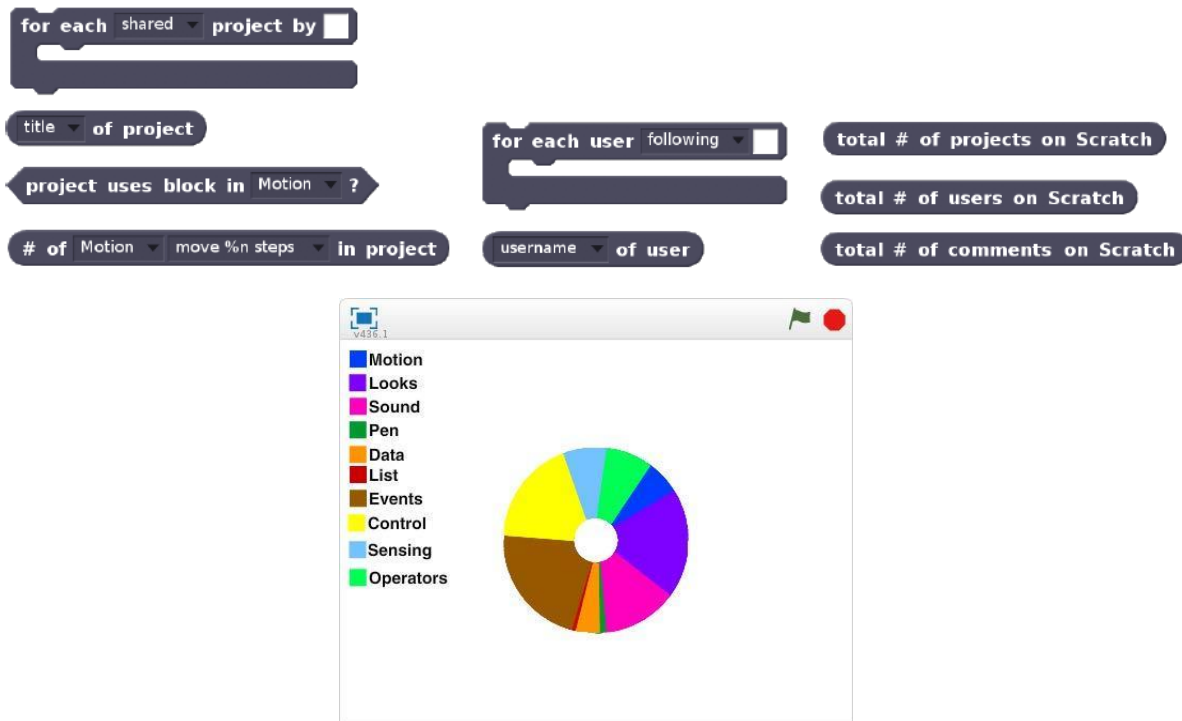 for each shared project by
title of project
project uses block in Motion ?
# of Motion move %n steps in project
for each user following
username of user
total # of projects on Scratch
total # of users on Scratch
total # of comments on Scratch
v436.1
Motion
Looks
Sound
Pen
Data
List
Events
Control
Sensing
Operators